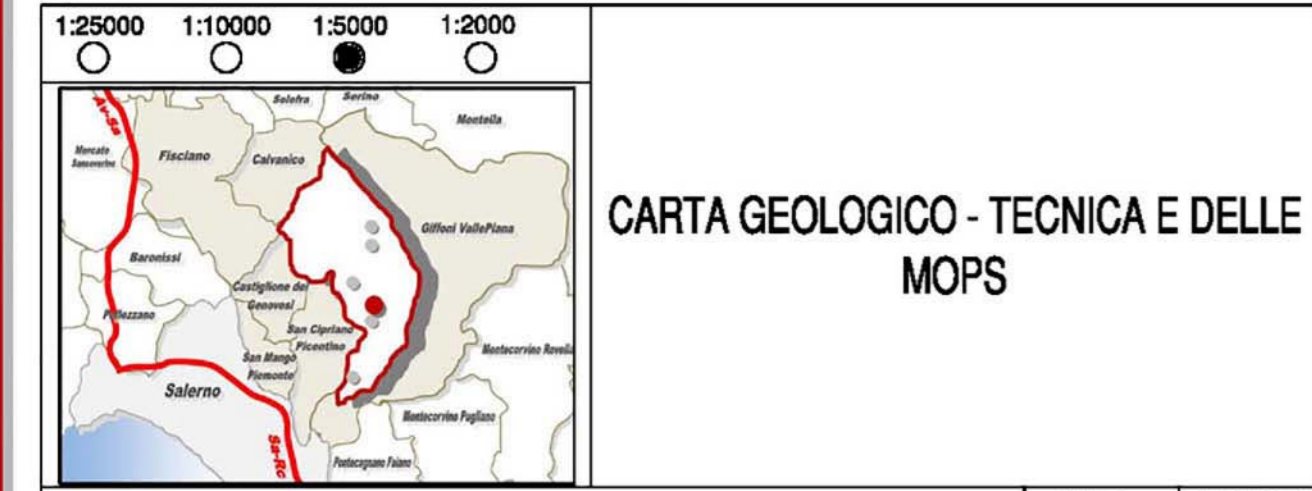 1:25000 1:10000 1:5000 1:2000
Av-Sa
Solofra
Serino
Montella
Mercato
Sanseverino
Fisciano
Calvanico
Giffoni VallePiana
Baronissi
Castiglione dei
Genovesi
Pellezzano
San Cipriano
Picentino
San Mango
Piemonte
Montecorvino Rovella
Salerno
Montecorvino Pugliano
Sa-Rc
Pontecagnano Faiano
CARTA GEOLOGICO - TECNICA E DELLE
MOPS